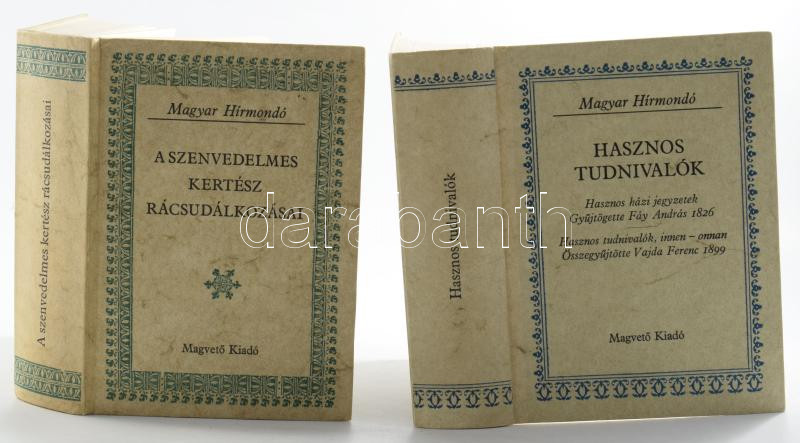 A szenvedelmes kertész rácsudálkozásai
Magyar Hírmondó
A SZENVEDELMES
KERTÉSZ
RÁCSUDÁLKOZÁSAI
Magvető Kiadó
Hasznos tudnivalók
Magyar Hírmondó
HASZNOS
TUDNIVALÓK
Hasznos házi jegyzetek
Gyűjtögette Fáy András 1826
Hasznos tudnivalók, innen – onnan
Összegyűjtötte Vajda Ferenc 1899
Magvető Kiadó
darabanth